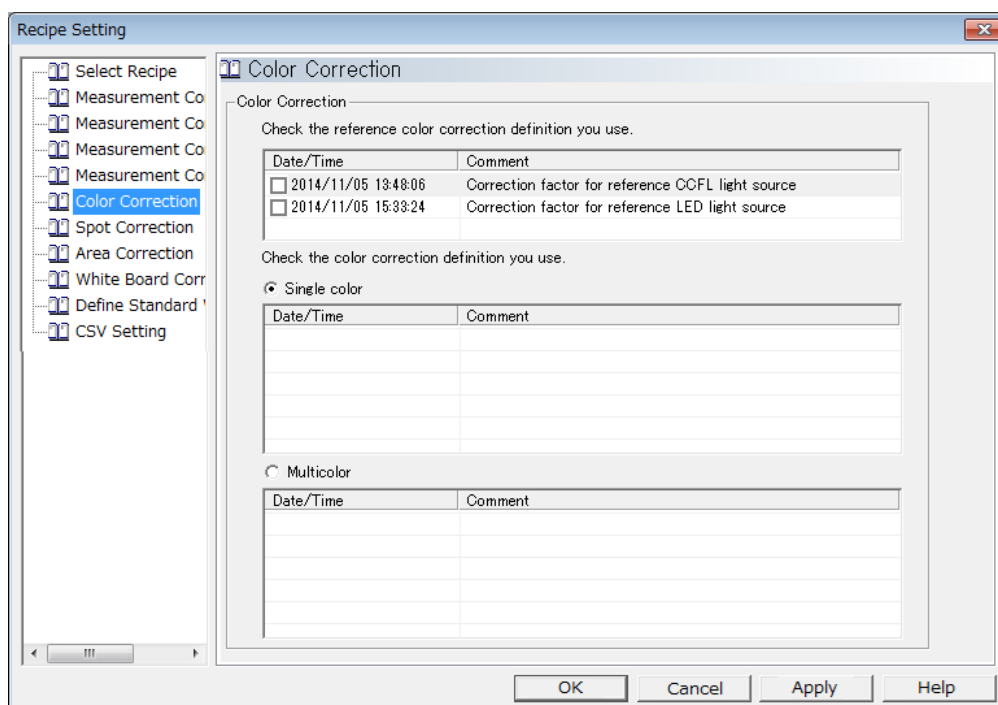 Recipe Setting
Select Recipe
Measurement Co
Measurement Co
Measurement Co
Measurement Co
Color Correction
Spot Correction
Area Correction
White Board Corr
Define Standard
CSV Setting
Color Correction
Color Correction
Check the reference color correction definition you use.
Date/Time Comment
2014/11/05 13:48:06 Correction factor for reference CCFL light source
2014/11/05 15:33:24 Correction factor for reference LED light source
Check the color correction definition you use.
Single color
Date/Time Comment
Multicolor
Date/Time Comment
OK Cancel Apply Help